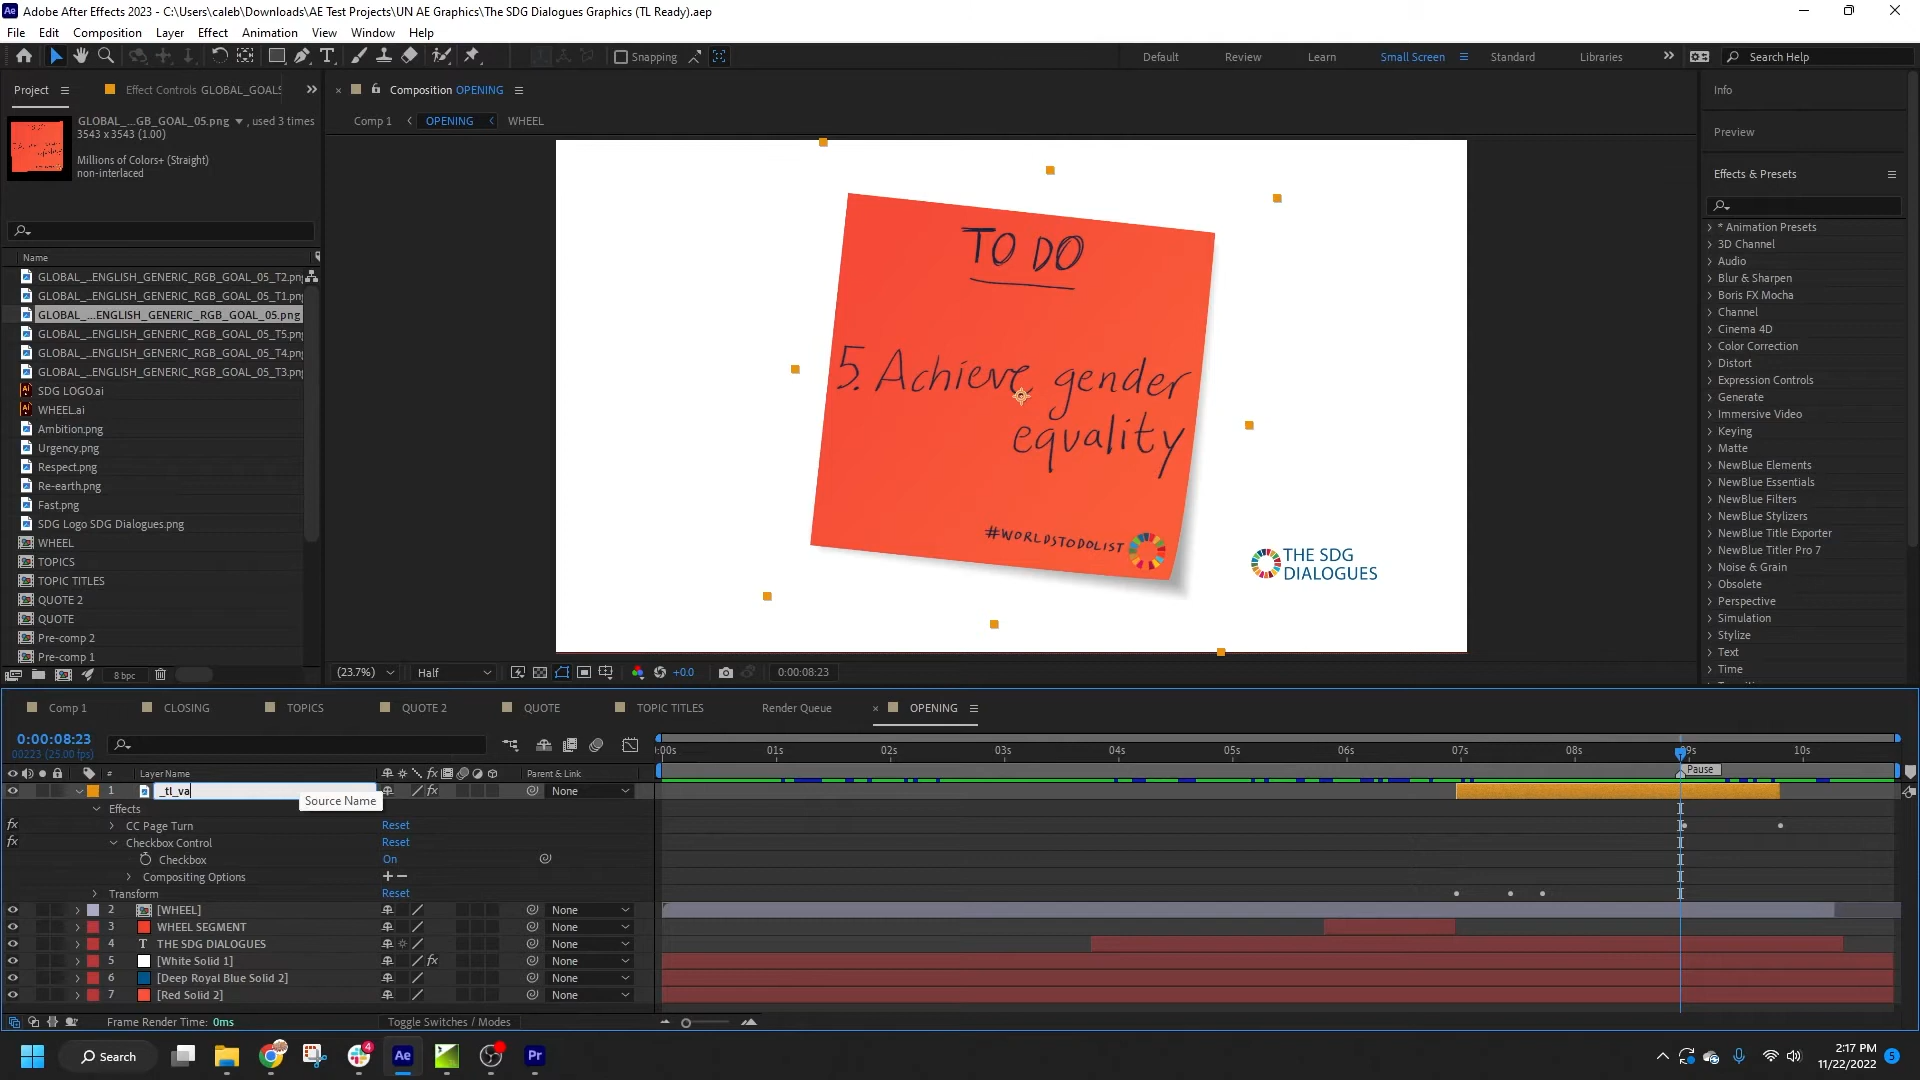 Adobe After Effects 2023 - C:\Users\caleb\Downloads\AE Test Projects\UN AE Graphics\The SDG Dialogues Graphics (TL Ready).aep
File Edit Composition Layer Effect Animation View Window Help
Snapping
Default Review Learn Small Screen Standard Libraries Search Help
Project
Effect Controls GLOBAL_GOALS
Composition OPENING
Comp 1 OPENING WHEEL
GLOBAL_...GB_GOAL_05.png , used 3 times
3543 x 3543 (1.00)
Millions of Colors+ (Straight)
non-interlaced
Name
GLOBAL_...ENGLISH_GENERIC_RGB_GOAL_05_T2.png
GLOBAL_...ENGLISH_GENERIC_RGB_GOAL_05_T1.png
GLOBAL_...ENGLISH_GENERIC_RGB_GOAL_05.png
GLOBAL_...ENGLISH_GENERIC_RGB_GOAL_05_T5.png
GLOBAL_...ENGLISH_GENERIC_RGB_GOAL_05_T4.png
GLOBAL_...ENGLISH_GENERIC_RGB_GOAL_05_T3.png
SDG LOGO.ai
WHEEL.ai
Ambition.png
Urgency.png
Respect.png
Re-earth.png
Fast.png
SDG Logo SDG Dialogues.png
WHEEL
TOPICS
TOPIC TITLES
QUOTE 2
QUOTE
Pre-comp 2
Pre-comp 1
8 bpc
TO DO
5. Achieve gender
equality
#WORLDSTODOLIST
THE SDG
DIALOGUES
(23.7%) Half +0.0 0:00:08:23
Info
Preview
Effects & Presets
* Animation Presets
3D Channel
Audio
Blur & Sharpen
Boris FX Mocha
Channel
Cinema 4D
Color Correction
Distort
Expression Controls
Generate
Immersive Video
Keying
Matte
NewBlue Elements
NewBlue Essentials
NewBlue Filters
NewBlue Stylizers
NewBlue Title Exporter
NewBlue Titler Pro 7
Noise & Grain
Obsolete
Perspective
Simulation
Stylize
Text
Time
Comp 1 CLOSING TOPICS QUOTE 2 QUOTE TOPIC TITLES Render Queue OPENING
0:00:08:23
00223 (25.00 fps)
:00s 01s 02s 03s 04s 05s 06s 07s 08s 09s 10s
Pause
# Layer Name Parent & Link
1 _tl_va None
Source Name
Effects
CC Page Turn Reset
Checkbox Control Reset
Checkbox On
Compositing Options
Transform Reset
2 [WHEEL] None
3 WHEEL SEGMENT None
4 T THE SDG DIALOGUES None
5 [White Solid 1] None
6 [Deep Royal Blue Solid 2] None
7 [Red Solid 2] None
Frame Render Time: 0ms
Toggle Switches / Modes
Search
4
Ae
Pr
2:17 PM
11/22/2022
5